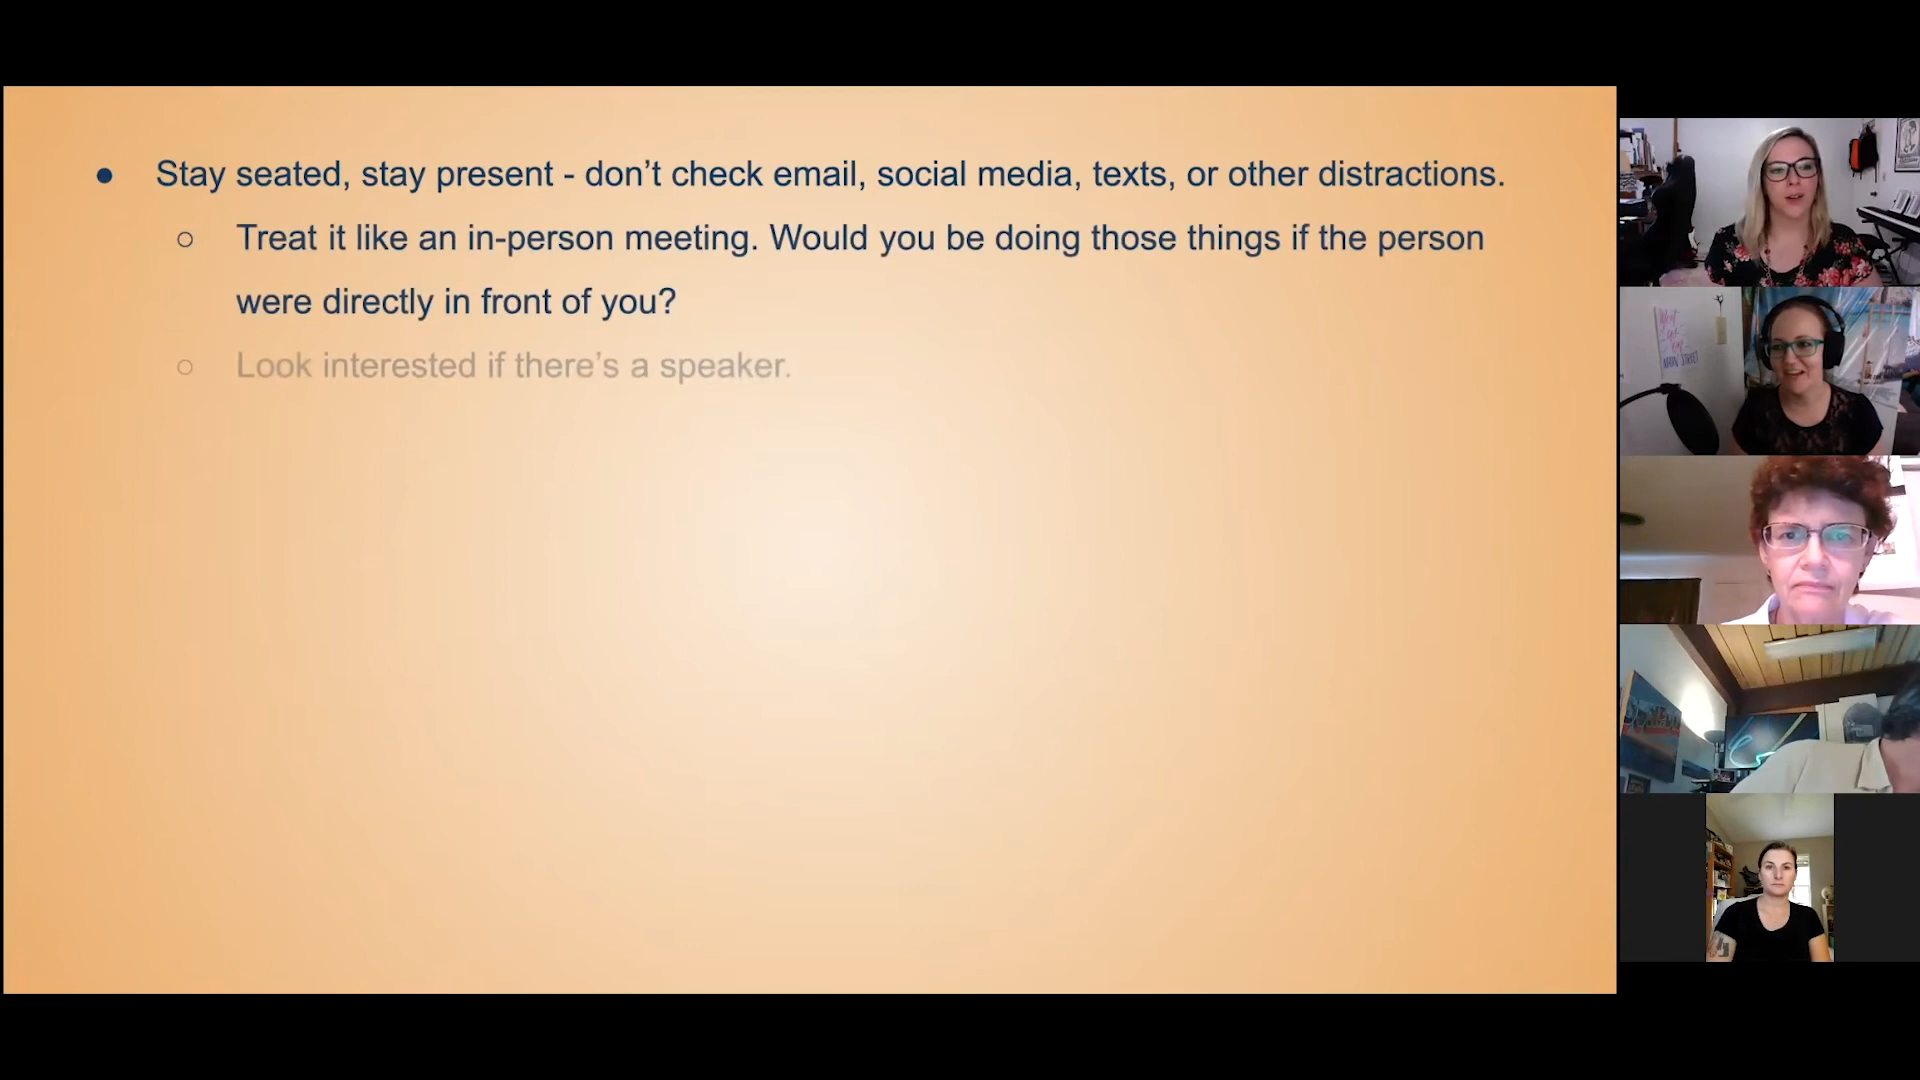 ● Stay seated, stay present - don’t check email, social media, texts, or other distractions.
○ Treat it like an in-person meeting. Would you be doing those things if the person
were directly in front of you?
○ Look interested if there’s a speaker.